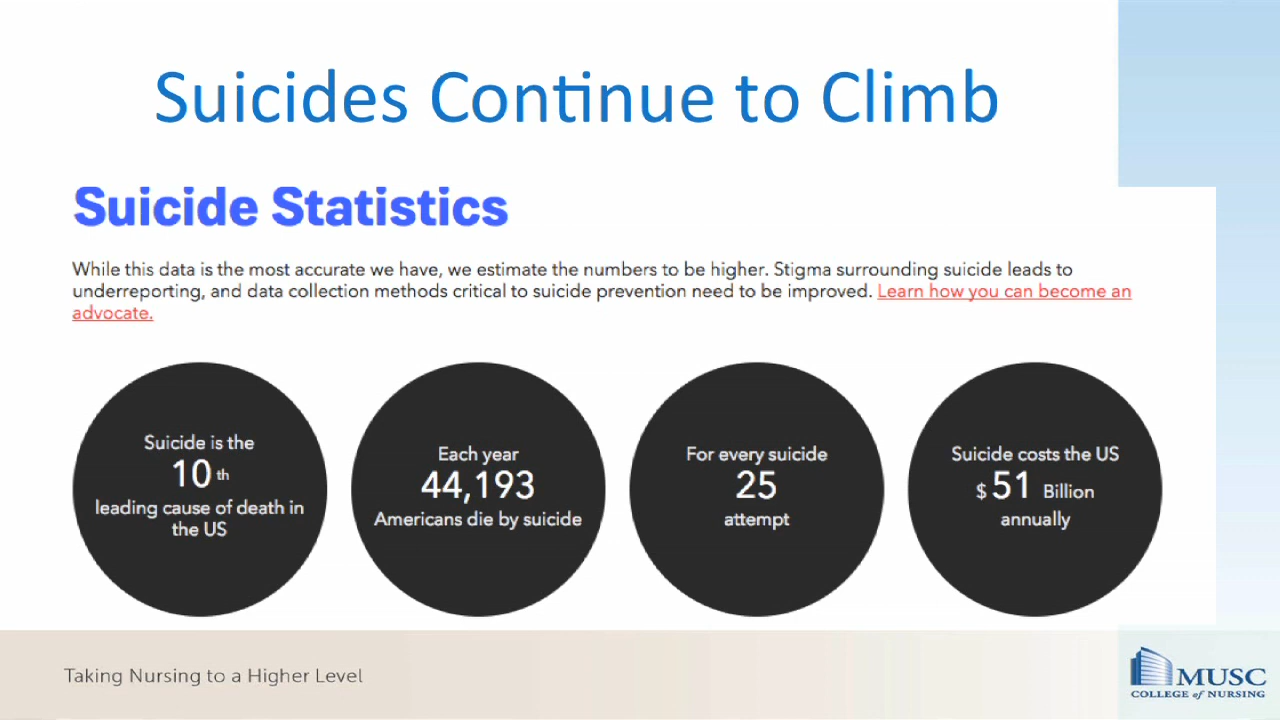 Suicides Continue to Climb
Suicide Statistics
While this data is the most accurate we have, we estimate the numbers to be higher. Stigma surrounding suicide leads to
underreporting, and data collection methods critical to suicide prevention need to be improved. Learn how you can become an
advocate.
Suicide is the
10 th
leading cause of death in
the US
Each year
44,193
Americans die by suicide
For every suicide
25
attempt
Suicide costs the US
$ 51 Billion
annually
Taking Nursing to a Higher Level
MUSC
COLLEGE of NURSING